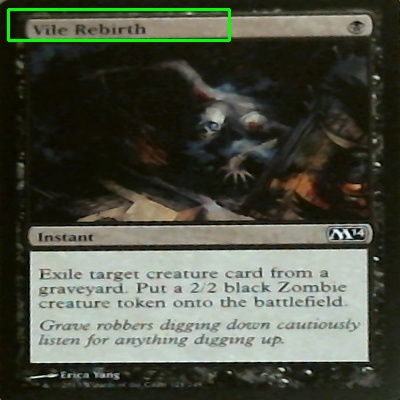 Vile Rebirth
Instant
M14
Exile target creature card from a
graveyard. Put a 2/2 black Zombie
creature token onto the battlefield.
Grave robbers digging down cautiously
listen for anything digging up.
Erica Yang